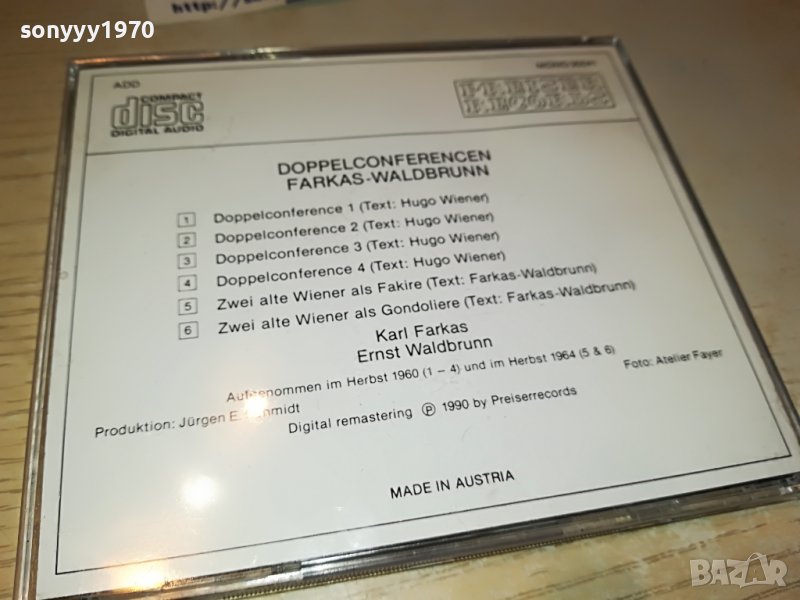 sonyyy1970
http://
ADD
COMPACT
disc
DIGITAL AUDIO
PREISER
RECORDS
DOPPELCONFERENCEN
FARKAS-WALDBRUNN
1 Doppelconference 1 (Text: Hugo Wiener)
2 Doppelconference 2 (Text: Hugo Wiener)
3 Doppelconference 3 (Text: Hugo Wiener)
4 Doppelconference 4 (Text: Hugo Wiener)
5 Zwei alte Wiener als Fakire (Text: Farkas-Waldbrunn)
6 Zwei alte Wiener als Gondoliere (Text: Farkas-Waldbrunn)
Karl Farkas
Ernst Waldbrunn
Aufgenommen im Herbst 1960 (1 – 4) und im Herbst 1964 (5 & 6)
Produktion: Jürgen E. Schmidt
Foto: Atelier Fayer
Digital remastering Ⓟ 1990 by Preiserrecords
MADE IN AUSTRIA
BAZAR